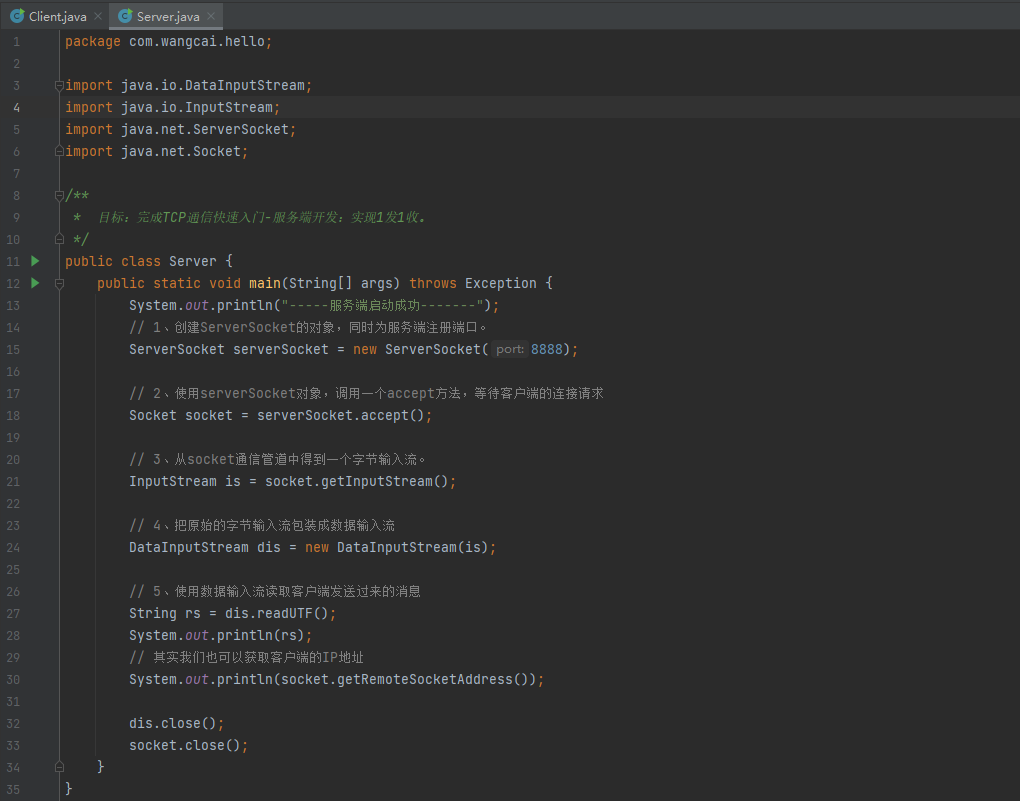 Client.java Server.java
1 package com.wangcai.hello;
2
3 import java.io.DataInputStream;
4 import java.io.InputStream;
5 import java.net.ServerSocket;
6 import java.net.Socket;
7
8 /**
9  *  目标：完成TCP通信快速入门-服务端开发：实现1发1收。
10  */
11 public class Server {
12     public static void main(String[] args) throws Exception {
13         System.out.println("-----服务端启动成功-------");
14         // 1、创建ServerSocket的对象，同时为服务端注册端口。
15         ServerSocket serverSocket = new ServerSocket( port: 8888);
16
17         // 2、使用serverSocket对象，调用一个accept方法，等待客户端的连接请求
18         Socket socket = serverSocket.accept();
19
20         // 3、从socket通信管道中得到一个字节输入流。
21         InputStream is = socket.getInputStream();
22
23         // 4、把原始的字节输入流包装成数据输入流
24         DataInputStream dis = new DataInputStream(is);
25
26         // 5、使用数据输入流读取客户端发送过来的消息
27         String rs = dis.readUTF();
28         System.out.println(rs);
29         // 其实我们也可以获取客户端的IP地址
30         System.out.println(socket.getRemoteSocketAddress());
31
32         dis.close();
33         socket.close();
34     }
35 }